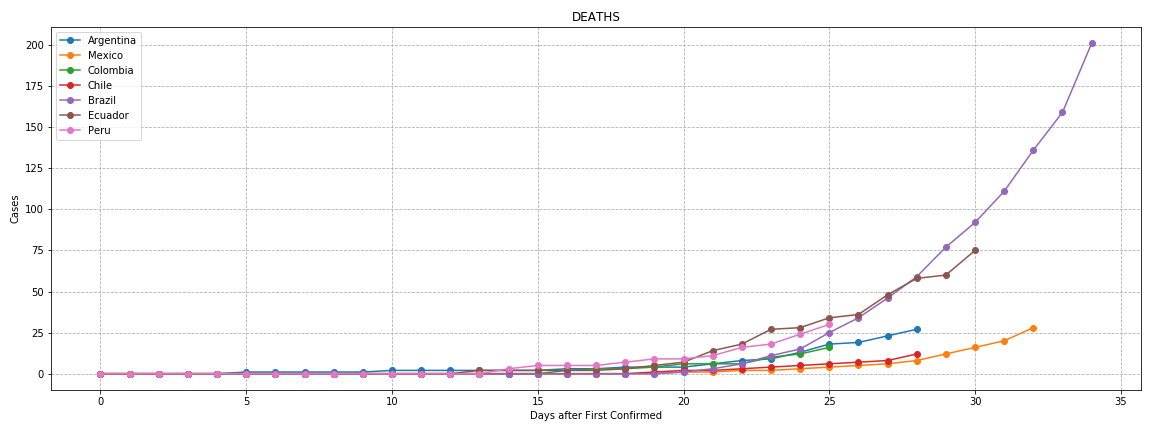 DEATHS
Argentina
Mexico
Colombia
Chile
Brazil
Ecuador
Peru
Cases
200
175
150
125
100
75
50
25
0
0 5 10 15 20 25 30 35
Days after First Confirmed